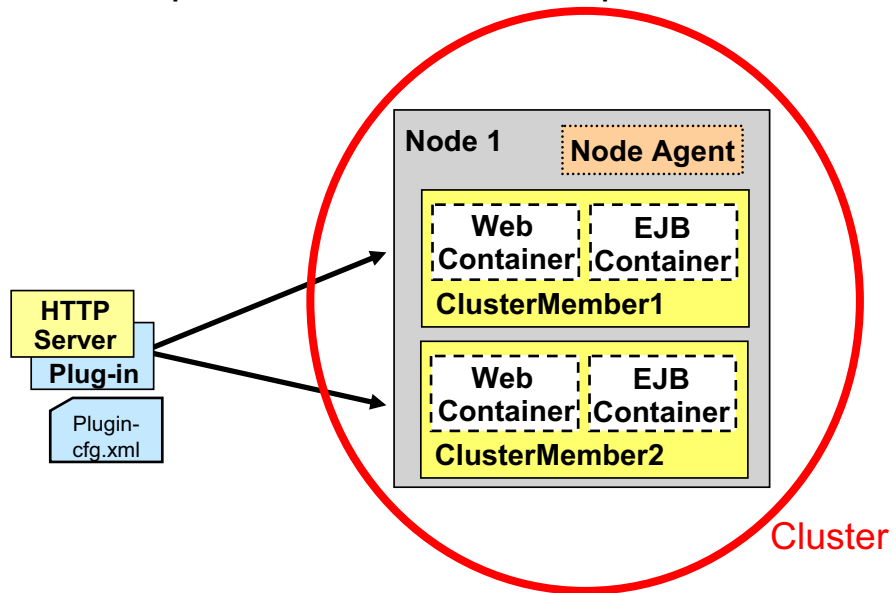 Node 1
Node Agent
Web
Container
EJB
Container
ClusterMember1
HTTP
Server
Plug-in
Plugin-
cfg.xml
Web
Container
EJB
Container
ClusterMember2
Cluster